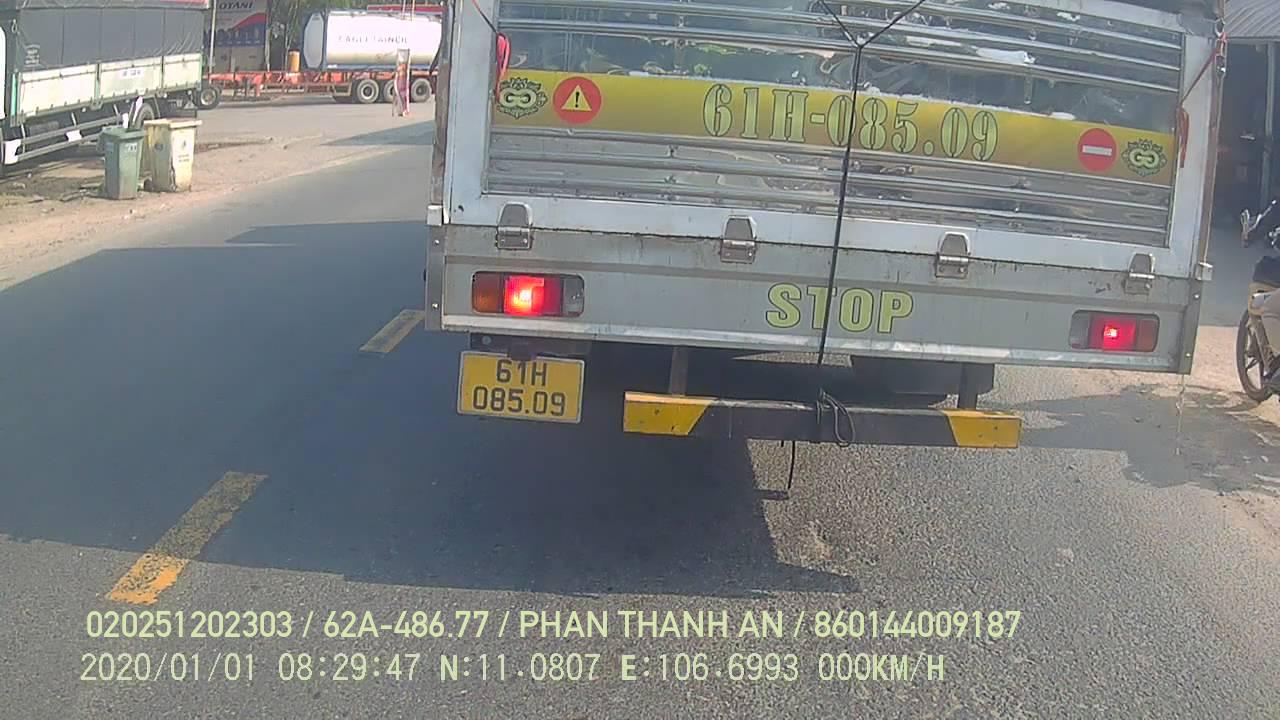 61H-085.09
STOP
61H
085.09
020251202303 / 62A-486.77 / PHAN THANH AN / 860144009187
2020/01/01 08:29:47 N:11.0807 E:106.6993 000KM/H